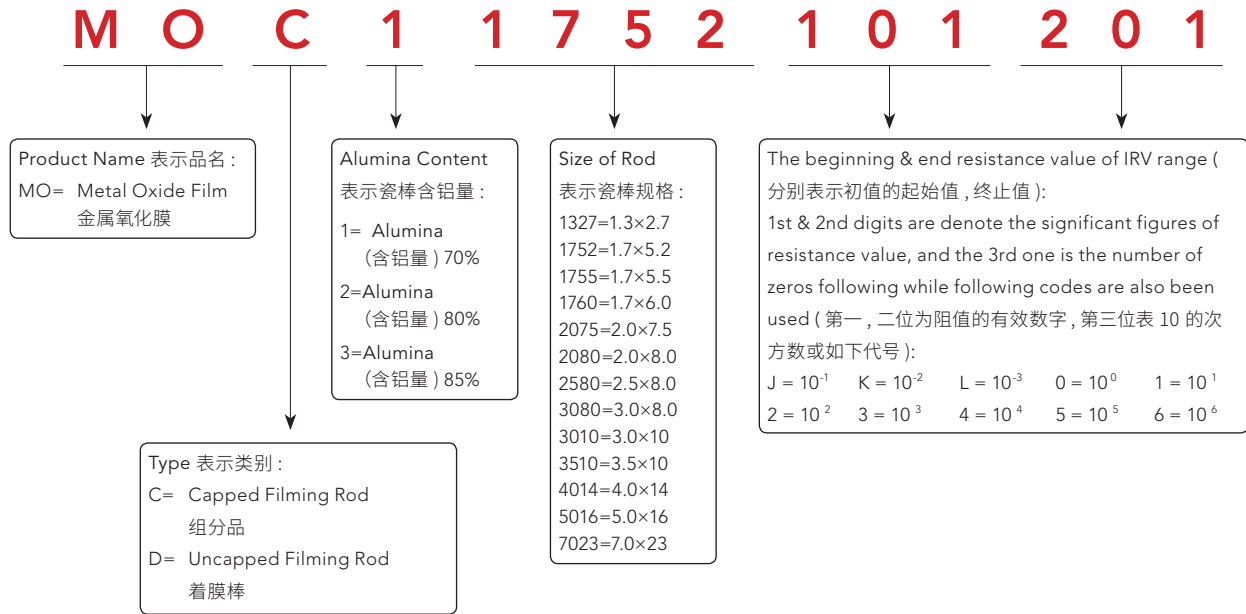 M O C 1 1 7 5 2 1 0 1 2 0 1
Product Name 表示品名 :
MO= Metal Oxide Film
金属氧化膜
Alumina Content
表示瓷棒含铝量 :
1= Alumina
(含铝量 ) 70%
2=Alumina
(含铝量 ) 80%
3=Alumina
(含铝量 ) 85%
Size of Rod
表示瓷棒规格 :
1327=1.3×2.7
1752=1.7×5.2
1755=1.7×5.5
1760=1.7×6.0
2075=2.0×7.5
2080=2.0×8.0
2580=2.5×8.0
3080=3.0×8.0
3010=3.0×10
3510=3.5×10
4014=4.0×14
5016=5.0×16
7023=7.0×23
The beginning & end resistance value of IRV range (
分别表示初值的起始值 , 终止值 ):
1st & 2nd digits are denote the significant figures of
resistance value, and the 3rd one is the number of
zeros following while following codes are also been
used ( 第一 , 二位为阻值的有效数字 , 第三位表 10 的次
方数或如下代号 ):
J = 10⁻¹ K = 10⁻² L = 10⁻³ 0 = 10⁰ 1 = 10¹
2 = 10² 3 = 10³ 4 = 10⁴ 5 = 10⁵ 6 = 10⁶
Type 表示类别 :
C= Capped Filming Rod
组分品
D= Uncapped Filming Rod
着膜棒